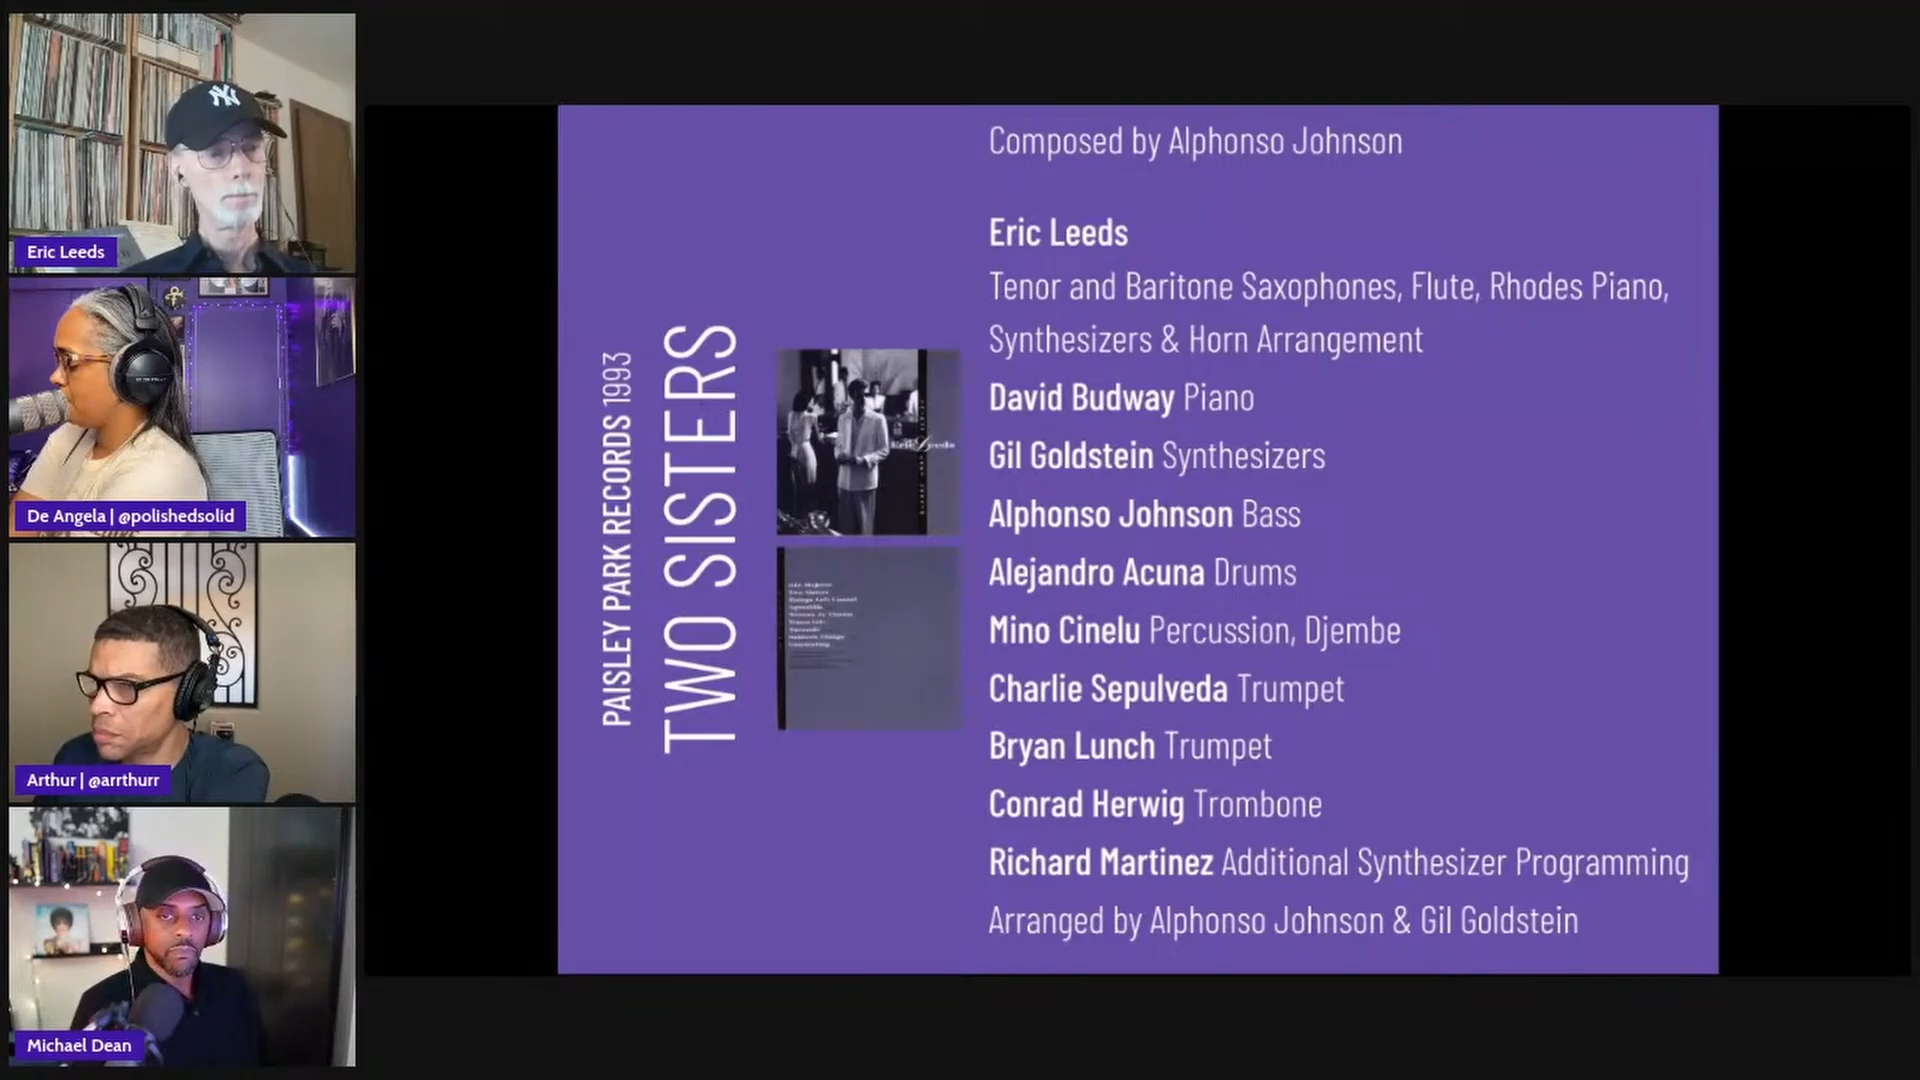 NY
Eric Leeds
De Angela | @polishedsolid
Arthur | @arrthurr
Michael Dean
PAISLEY PARK RECORDS 1993
TWO SISTERS
Eric Leeds
Composed by Alphonso Johnson
Eric Leeds
Tenor and Baritone Saxophones, Flute, Rhodes Piano,
Synthesizers & Horn Arrangement
David Budway Piano
Gil Goldstein Synthesizers
Alphonso Johnson Bass
Alejandro Acuna Drums
Mino Cinelu Percussion, Djembe
Charlie Sepulveda Trumpet
Bryan Lunch Trumpet
Conrad Herwig Trombone
Richard Martinez Additional Synthesizer Programming
Arranged by Alphonso Johnson & Gil Goldstein